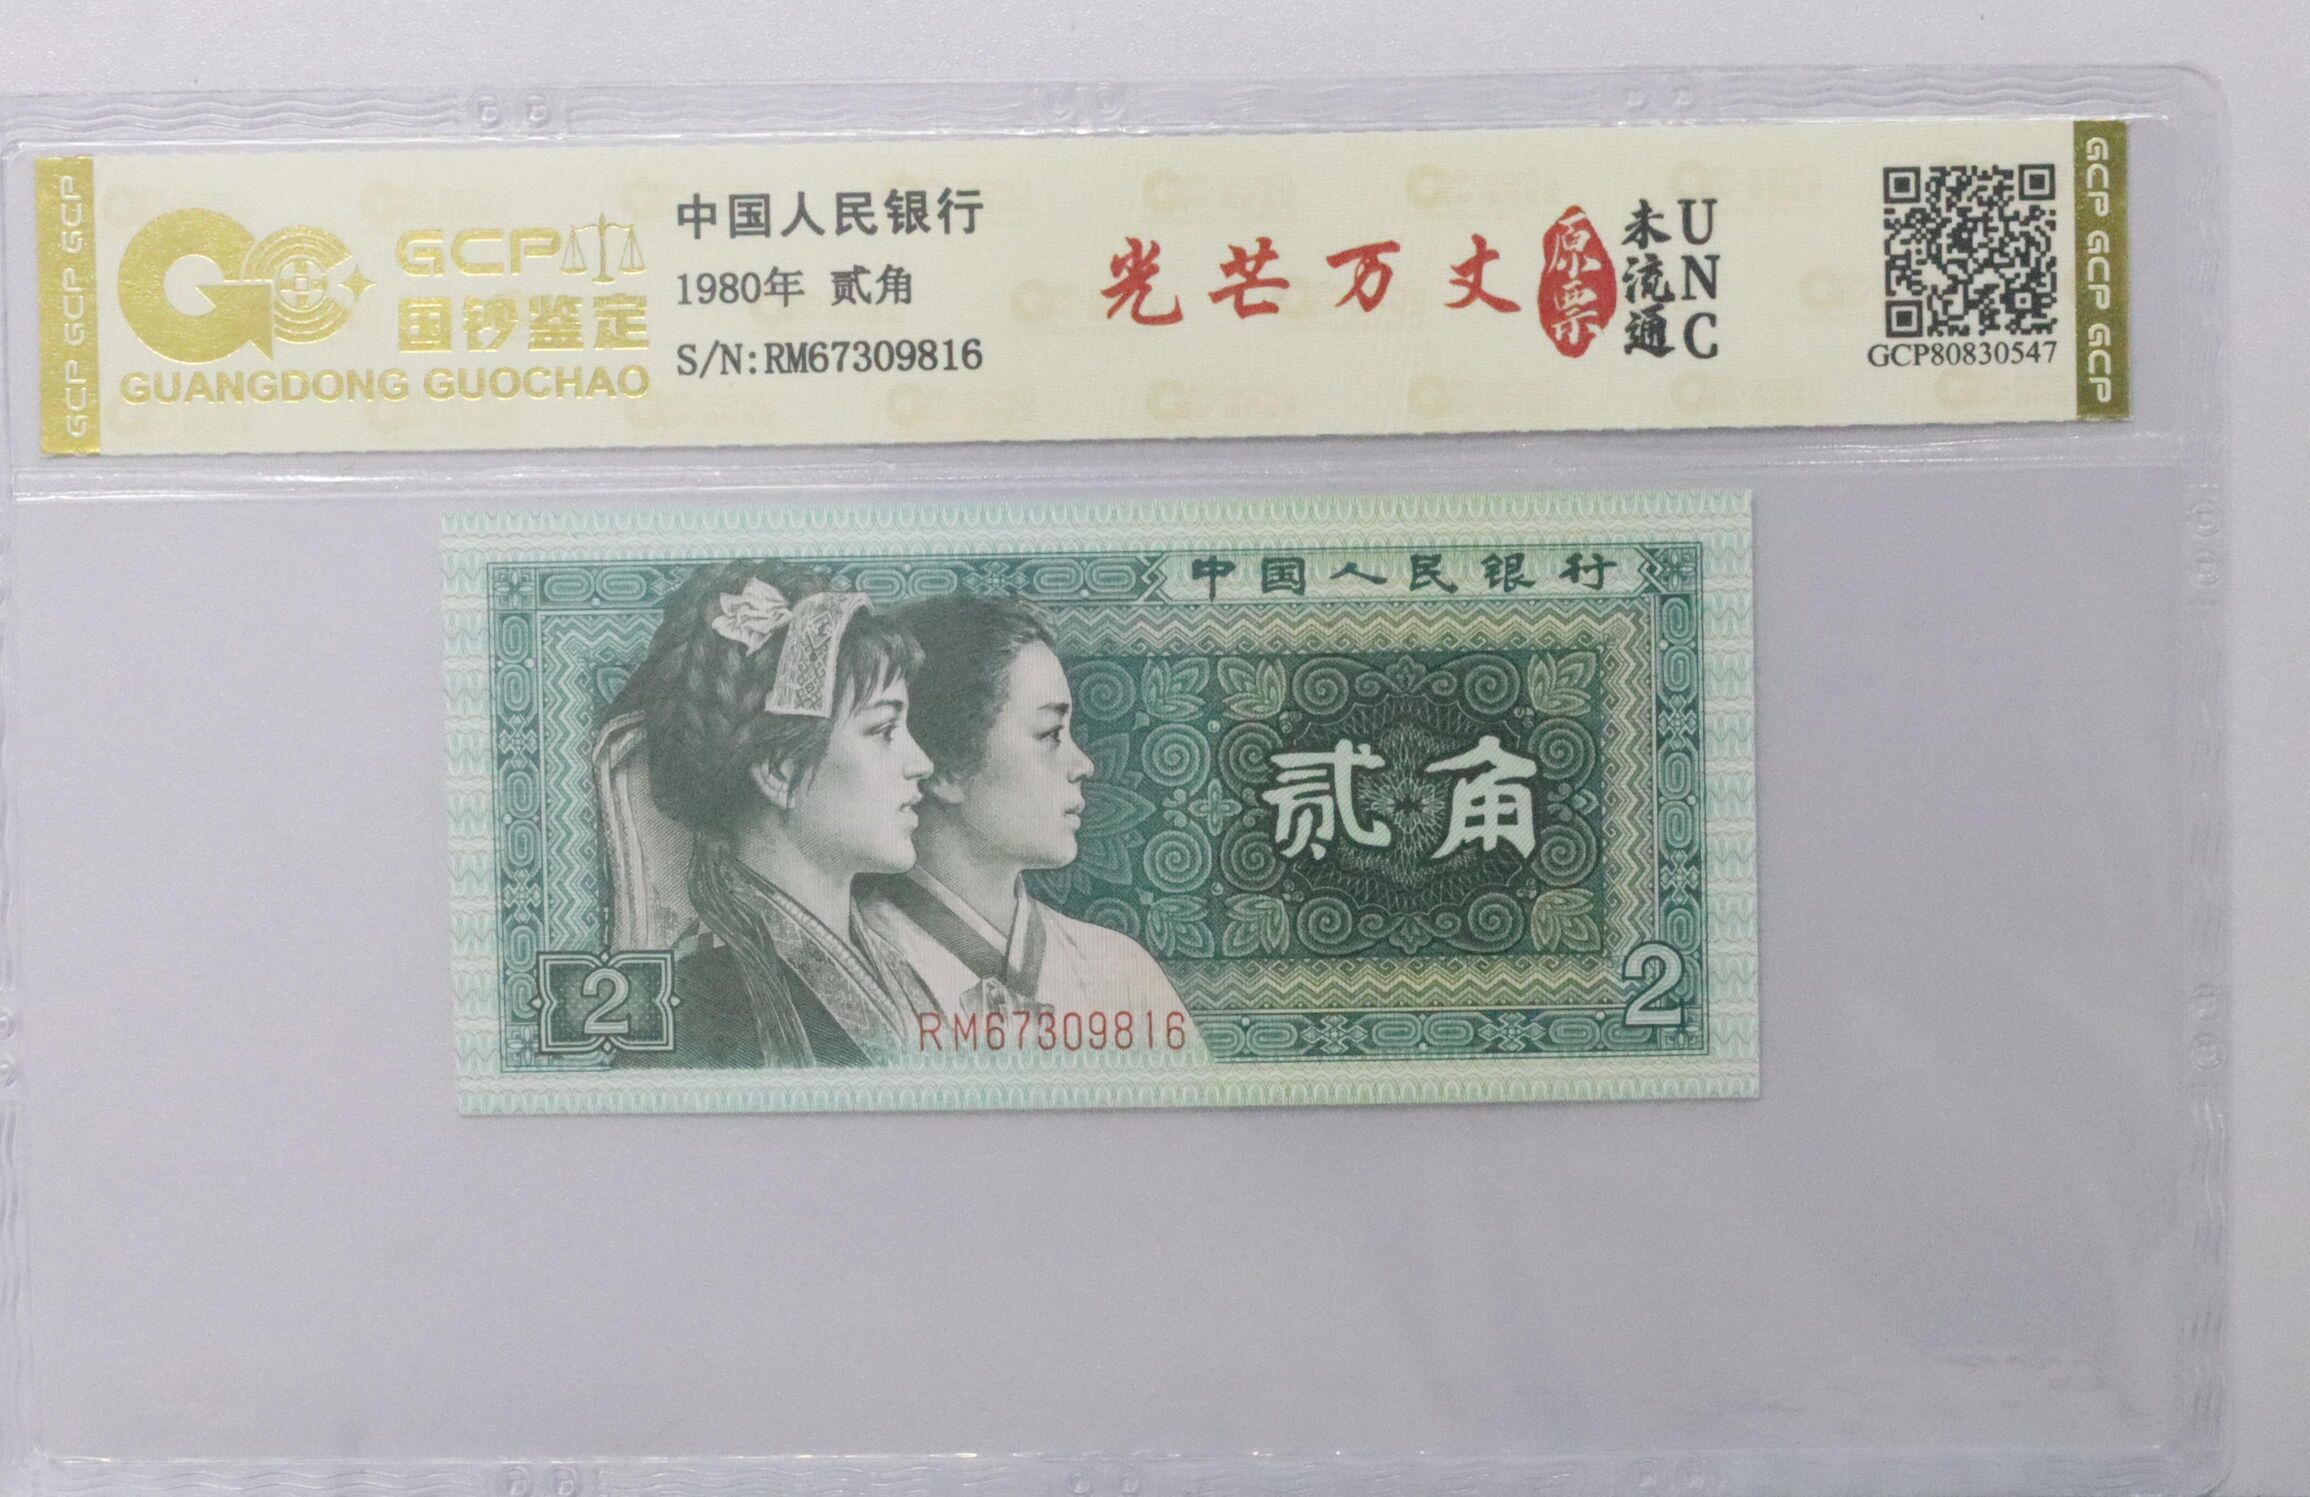 GCP GCP GCP
GCP
国钞鉴定
GUANGDONG GUOCHAO
中国人民银行
1980年 贰角
S/N:RM67309816
光芒万丈
原票
未流通
UNC
GCP80830547
GCP GCP GCP
中国人民银行
贰角
2
2
RM67309816